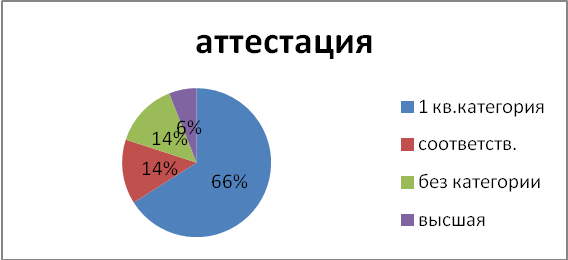 аттестация
6%
14%
14%
66%
1 кв.категория
соответств.
без категории
высшая